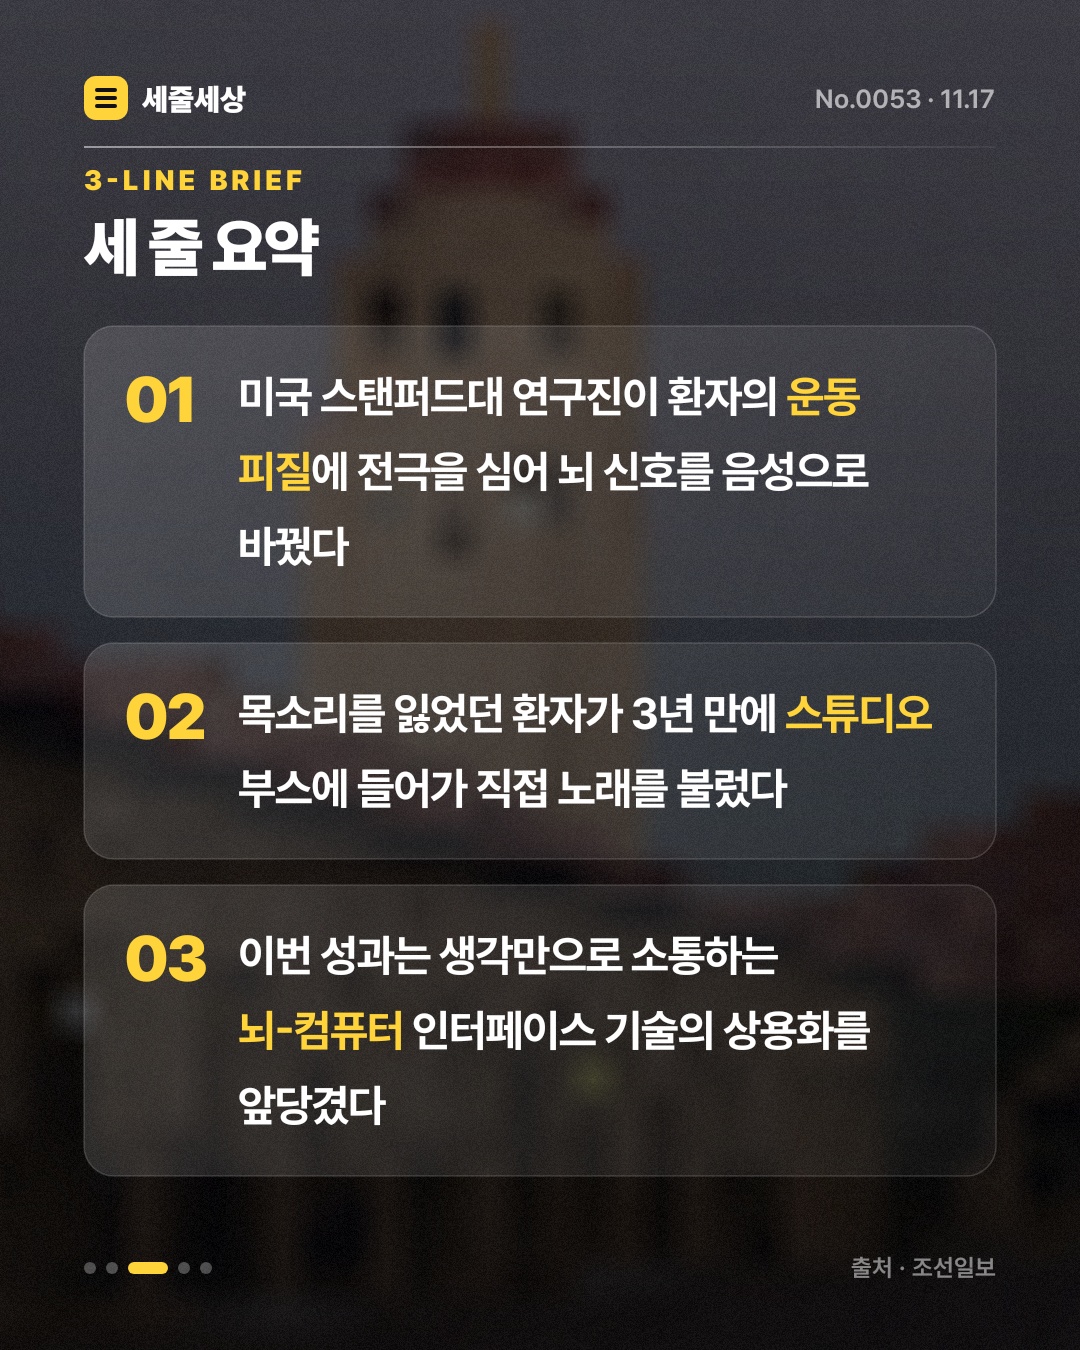 세줄세상
No.0053 · 11.17
3-LINE BRIEF
세 줄 요약
01
미국 스탠퍼드대 연구진이 환자의 운동
피질에 전극을 심어 뇌 신호를 음성으로
바꿨다
02
목소리를 잃었던 환자가 3년 만에 스튜디오
부스에 들어가 직접 노래를 불렀다
03
이번 성과는 생각만으로 소통하는
뇌-컴퓨터 인터페이스 기술의 상용화를
앞당겼다
출처 · 조선일보